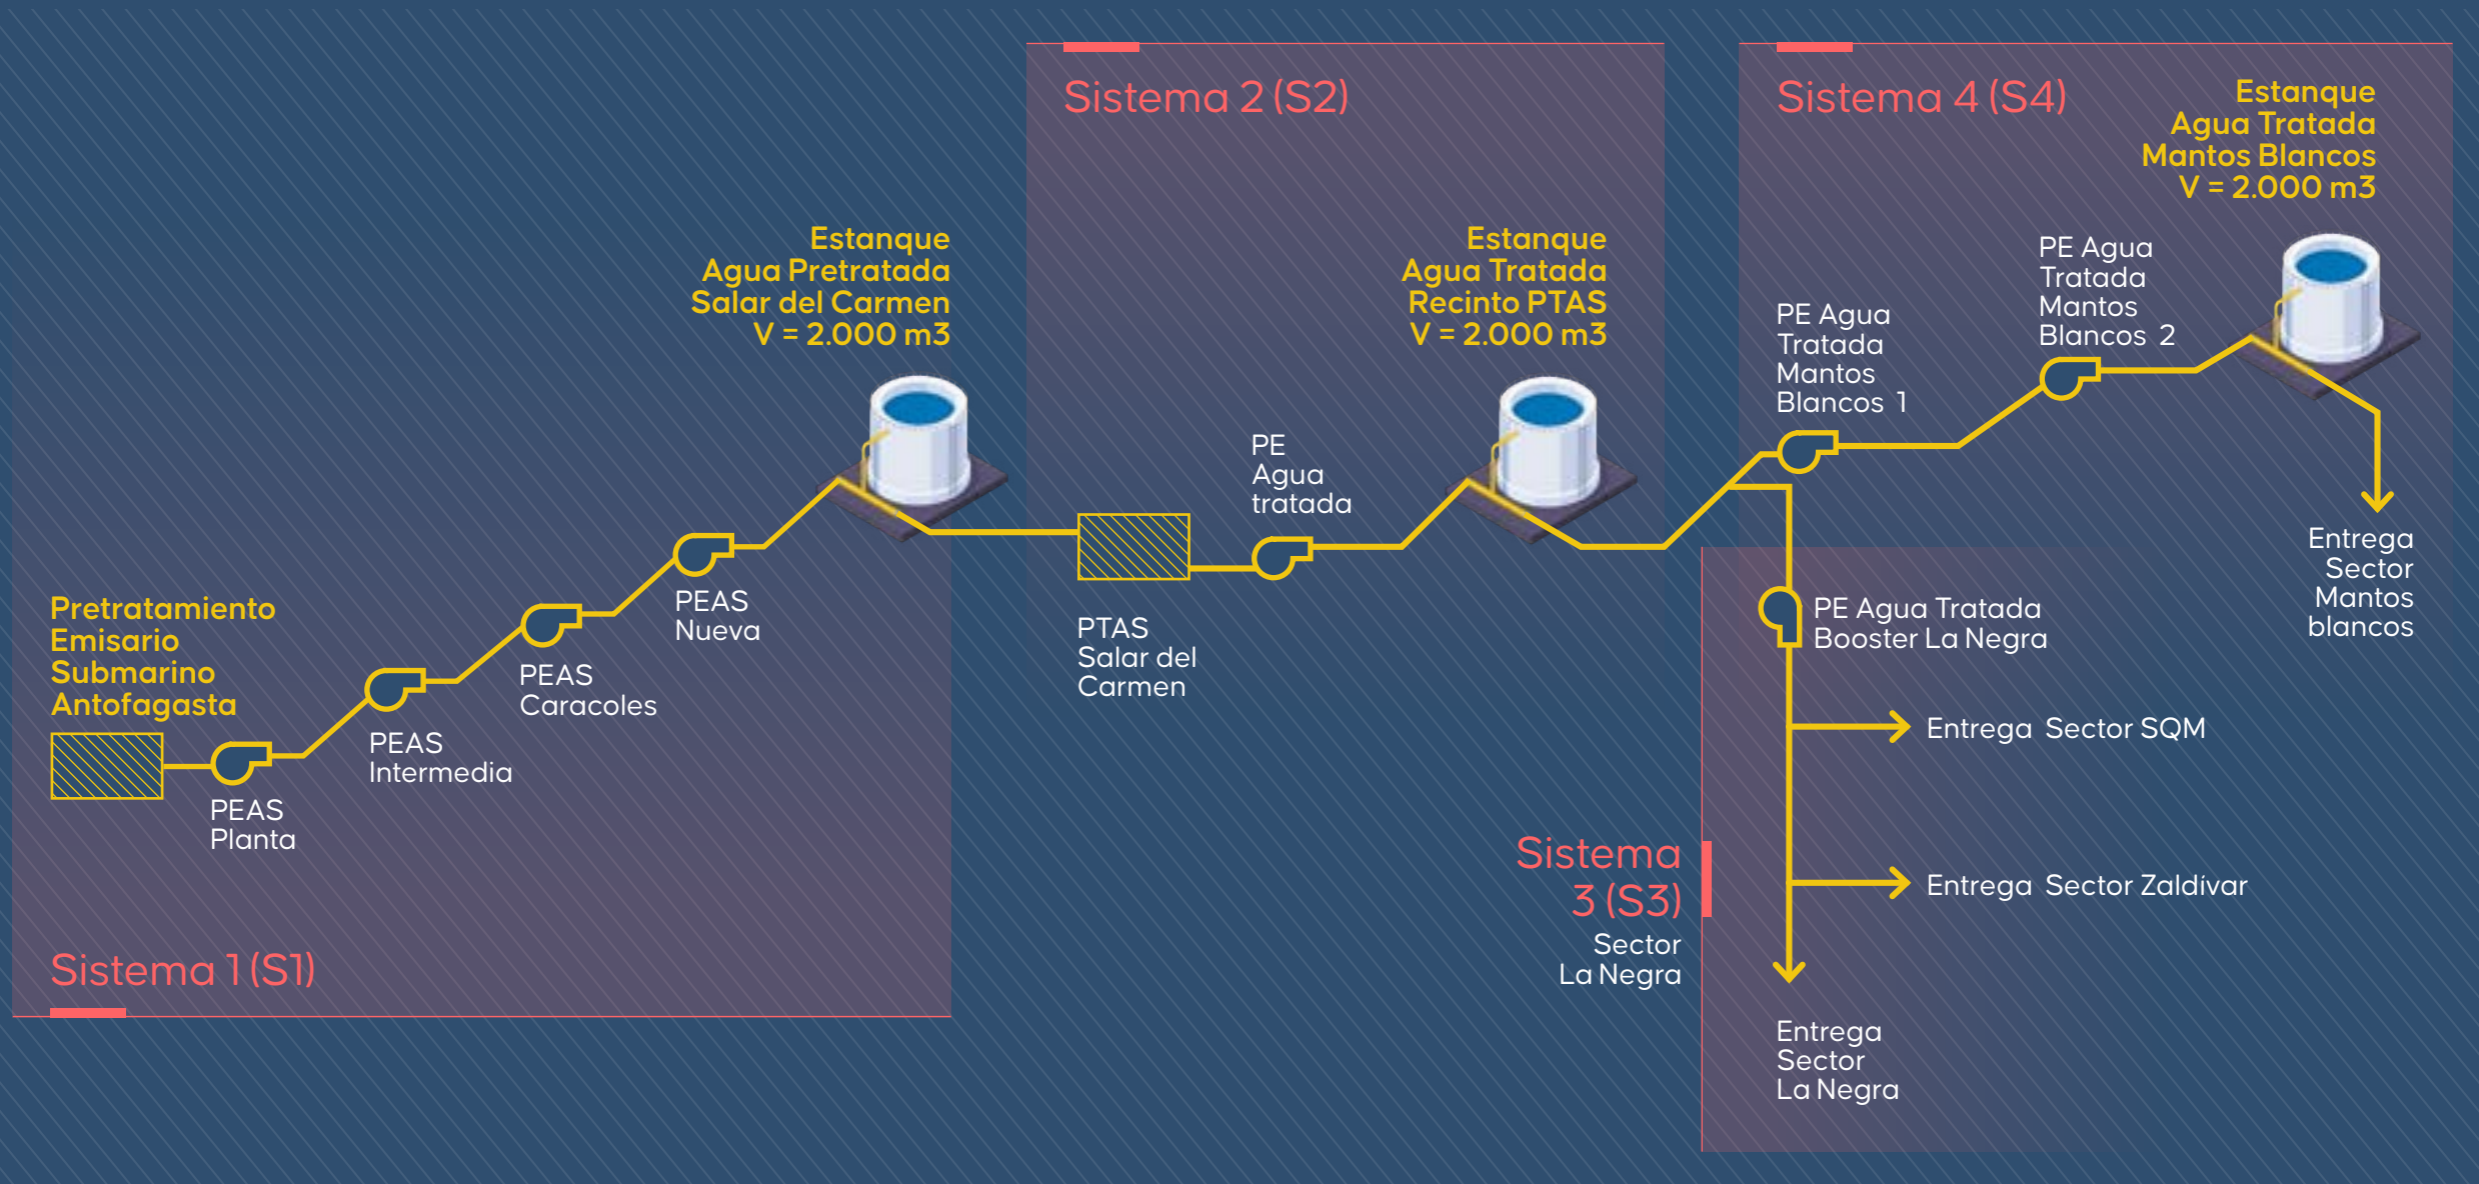 Pretratamiento
Emisario
Submarino
Antofagasta
PEAS
Planta
PEAS
Intermedia
PEAS
Caracoles
PEAS
Nueva
Estanque
Agua Pretratada
Salar del Carmen
V = 2.000 m3
Sistema 1 (S1)
Sistema 2 (S2)
PTAS
Salar del
Carmen
PE
Agua
tratada
Estanque
Agua Tratada
Recinto PTAS
V = 2.000 m3
Sistema 4 (S4)
PE Agua
Tratada
Mantos
Blancos 1
PE Agua
Tratada
Mantos
Blancos 2
Estanque
Agua Tratada
Mantos Blancos
V = 2.000 m3
Entrega
Sector
Mantos
blancos
Sistema
3 (S3)
Sector
La Negra
PE Agua Tratada
Booster La Negra
Entrega Sector SQM
Entrega Sector Zaldívar
Entrega
Sector
La Negra